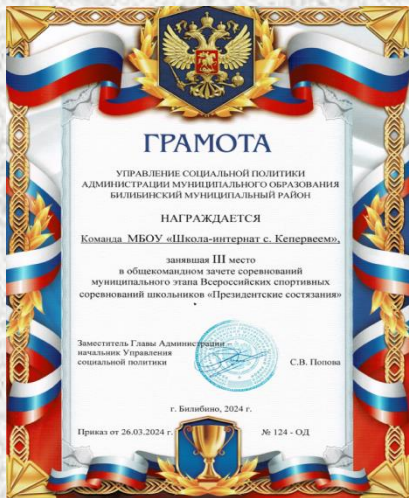 ГРАМОТА
УПРАВЛЕНИЕ СОЦИАЛЬНОЙ ПОЛИТИКИ
АДМИНИСТРАЦИИ МУНИЦИПАЛЬНОГО ОБРАЗОВАНИЯ
БИЛИБИНСКИЙ МУНИЦИПАЛЬНЫЙ РАЙОН
НАГРАЖДАЕТСЯ
Команда МБОУ «Школа-интернат с. Кепервеем»,
занявшая III место
в общекомандном зачете соревнований
муниципального этапа Всероссийских спортивных
соревнований школьников «Президентские состязания»
Заместитель Главы Администрации –
начальник Управления
социальной политики С.В. Попова
г. Билибино, 2024 г.
Приказ от 26.03.2024 г. № 124 - ОД